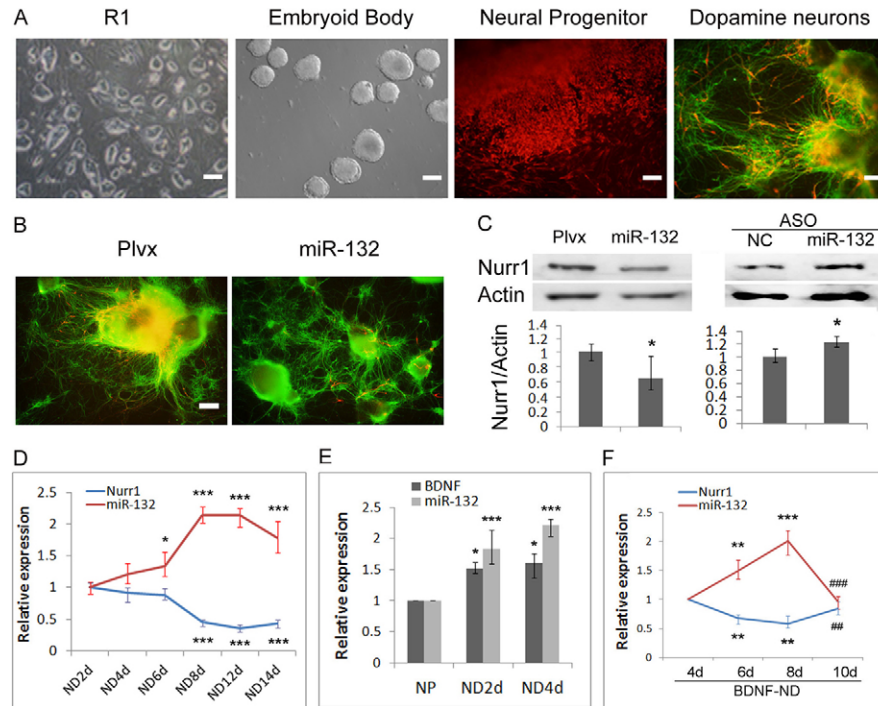 A
R1
Embryoid Body
Neural Progenitor
Dopamine neurons
B
Plvx
miR-132
C
Plvx
miR-132
ASO
NC
miR-132
Nurr1
Actin
Nurr1/Actin
1.4
1.2
1
0.8
0.6
0.4
0.2
0
*
1.4
1.2
1
0.8
0.6
0.4
0.2
0
*
D
Nurr1
miR-132
Relative expression
2.5
2
1.5
1
0.5
0
* *** *** ***
*** *** ***
ND2d ND4d ND6d ND8d ND12d ND14d
E
BDNF
miR-132
Relative expression
2.5
2
1.5
1
0.5
0
* *** * ***
NP ND2d ND4d
F
Nurr1
miR-132
Relative expression
2.5
2
1.5
1
0.5
0
** *** ###
** ** ##
4d 6d 8d 10d
BDNF-ND